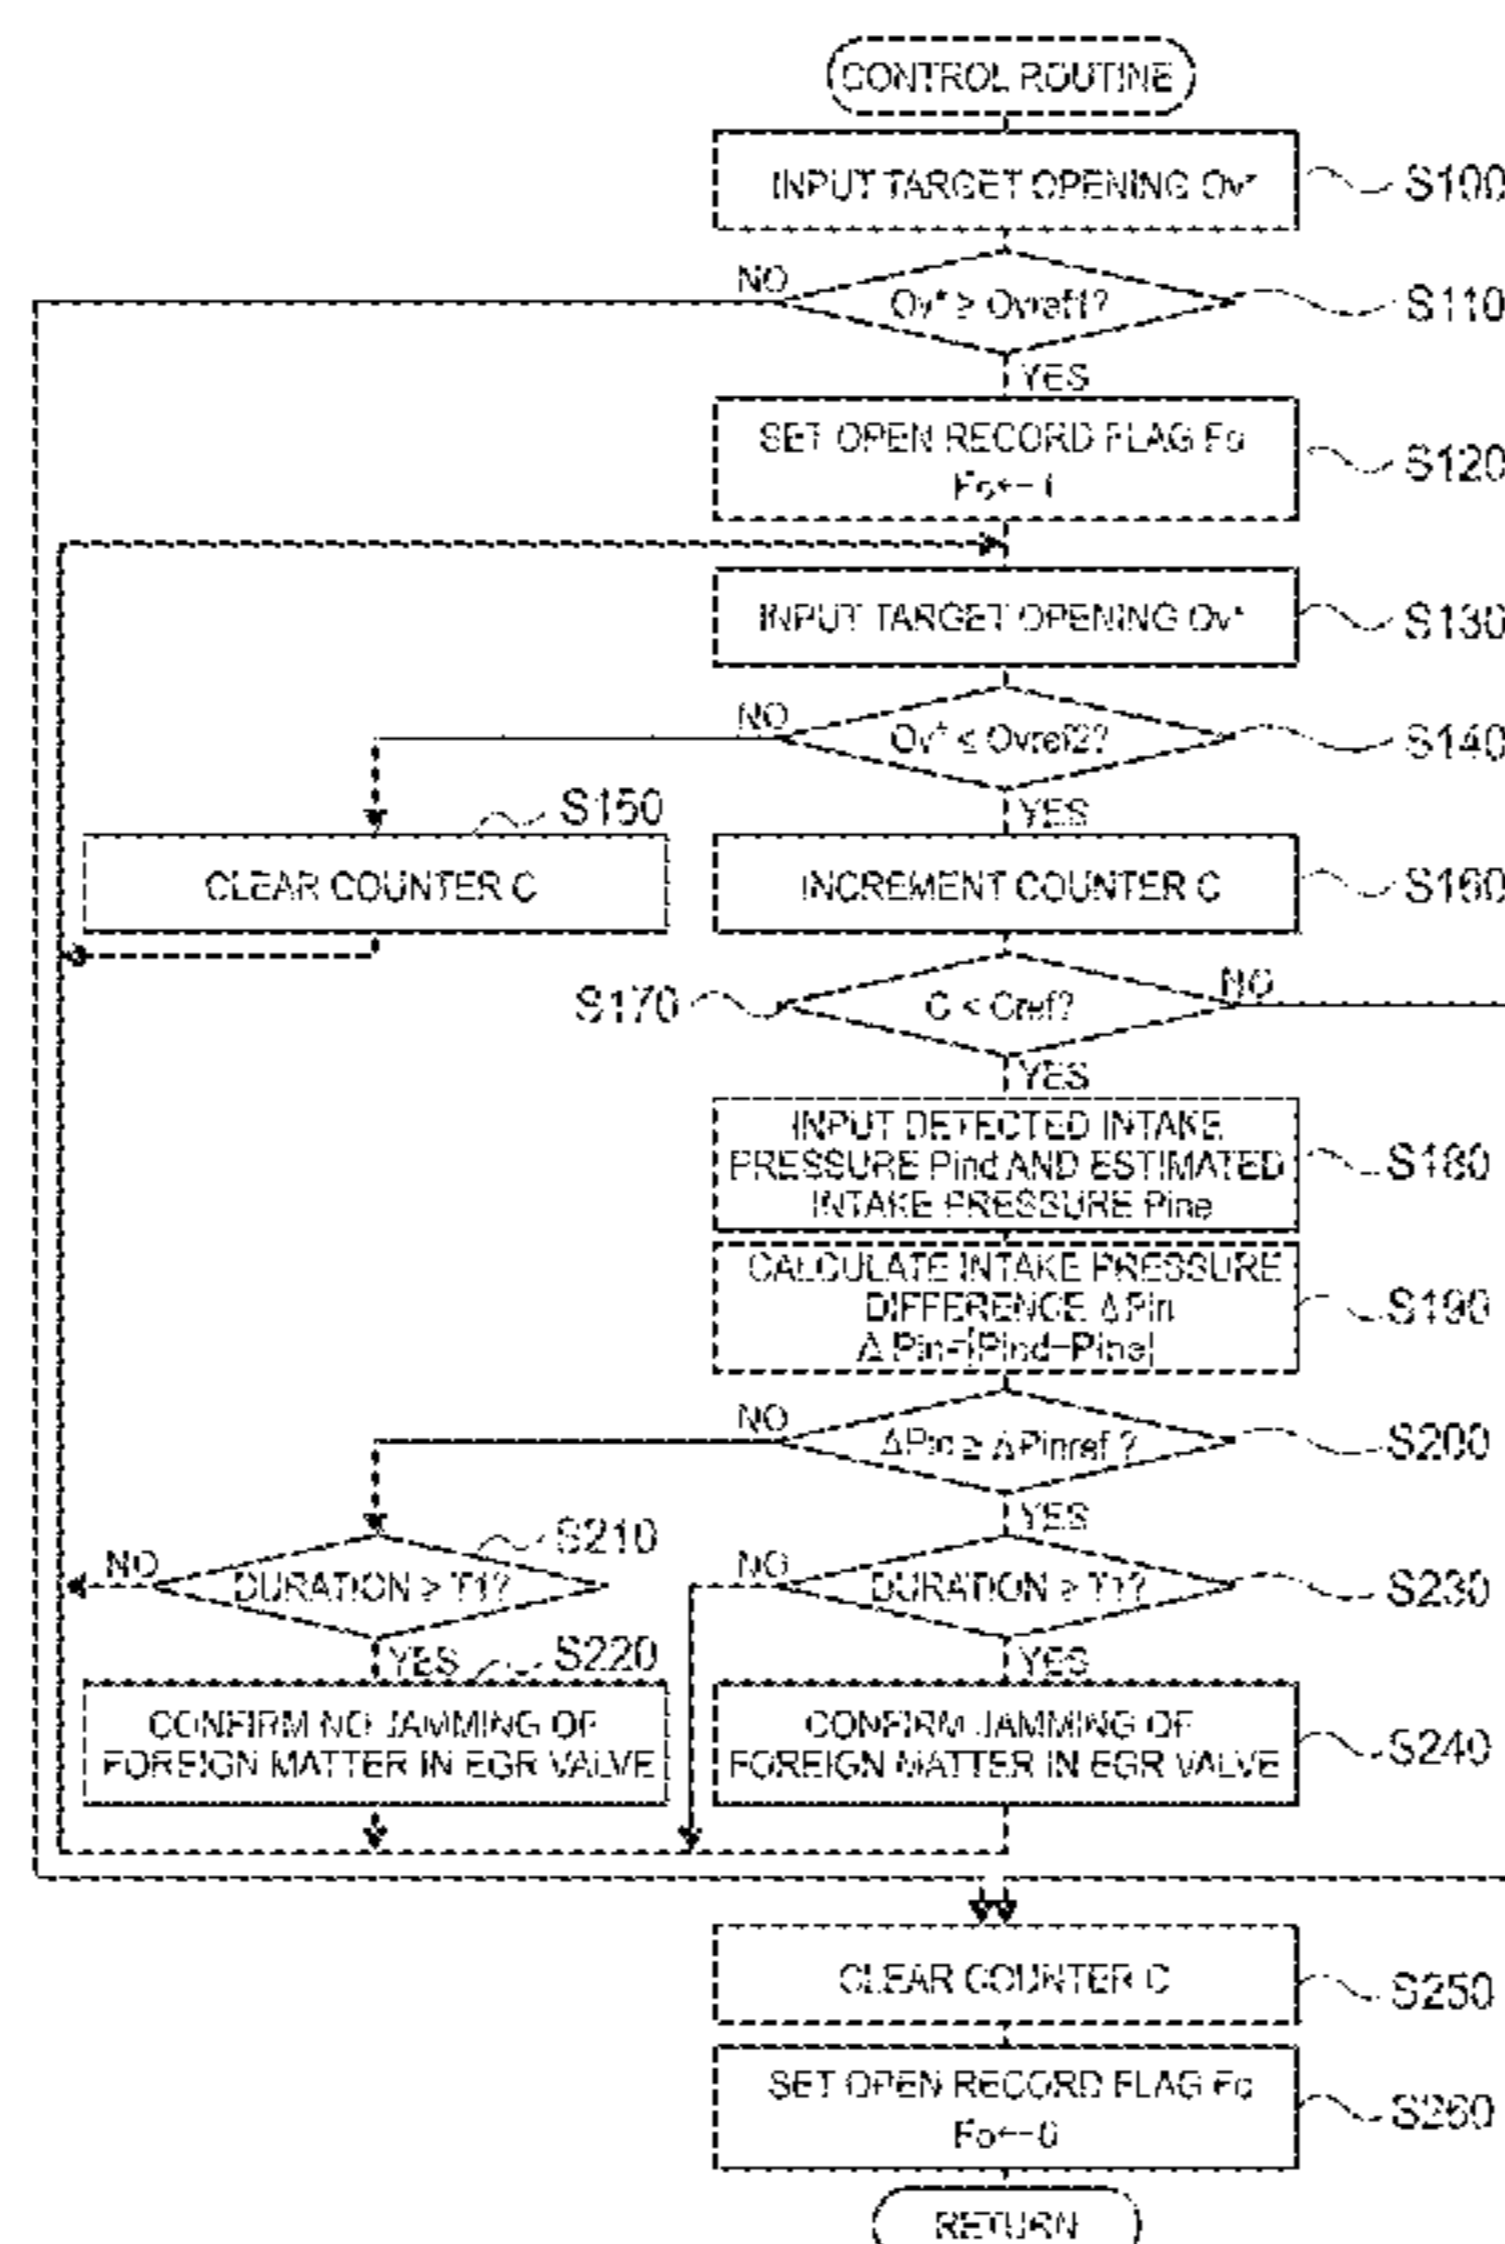 CONTROL ROUTINE
INPUT TARGET OPENING Ov*
S100
NO
Ov* ≥ Ovref1?
S110
YES
SET OPEN RECORD FLAG Fo
Fo←1
S120
INPUT TARGET OPENING Ov*
S130
NO
Ov* ≤ Ovref2?
S140
YES
S150
CLEAR COUNTER C
INCREMENT COUNTER C
S160
S170
C < Cref?
NO
YES
INPUT DETECTED INTAKE
PRESSURE Pind AND ESTIMATED
INTAKE PRESSURE Pine
S180
CALCULATE INTAKE PRESSURE
DIFFERENCE ΔPin
ΔPin=|Pind-Pine|
S190
NO
ΔPin ≥ ΔPinref ?
S200
YES
S210
NO
DURATION ≥ T1?
NO
DURATION ≥ T1?
S230
YES
S220
YES
CONFIRM NO JAMMING OF
FOREIGN MATTER IN EGR VALVE
CONFIRM JAMMING OF
FOREIGN MATTER IN EGR VALVE
S240
CLEAR COUNTER C
S250
SET OPEN RECORD FLAG Fo
Fo←0
S260
RETURN